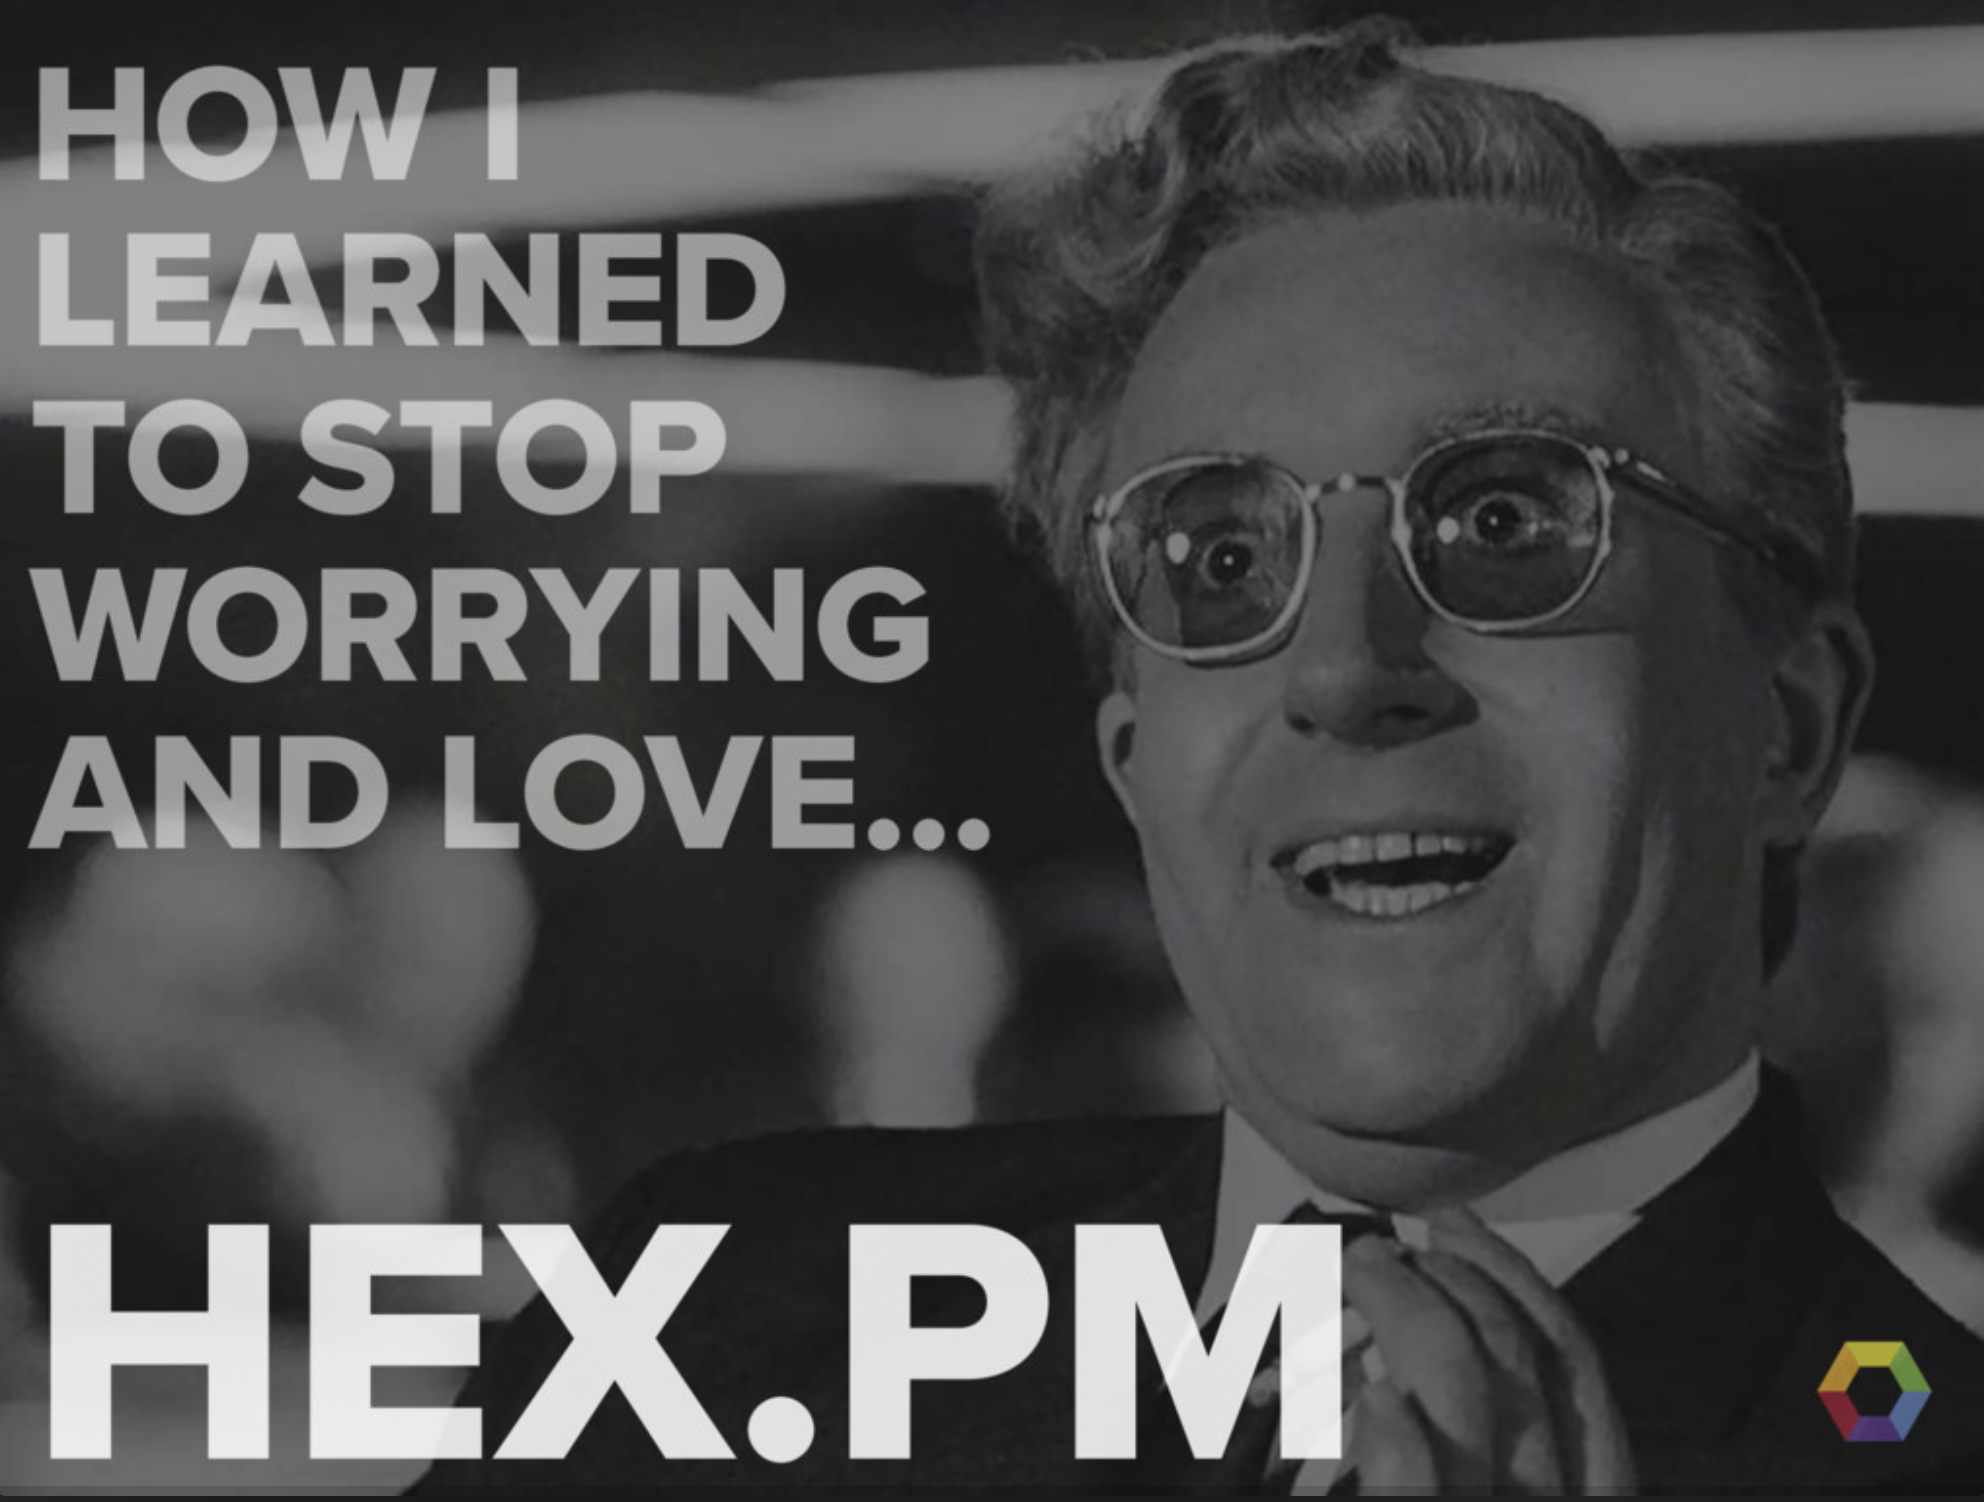 HOW I
LEARNED
TO STOP
WORRYING
AND LOVE...
HEX.PM